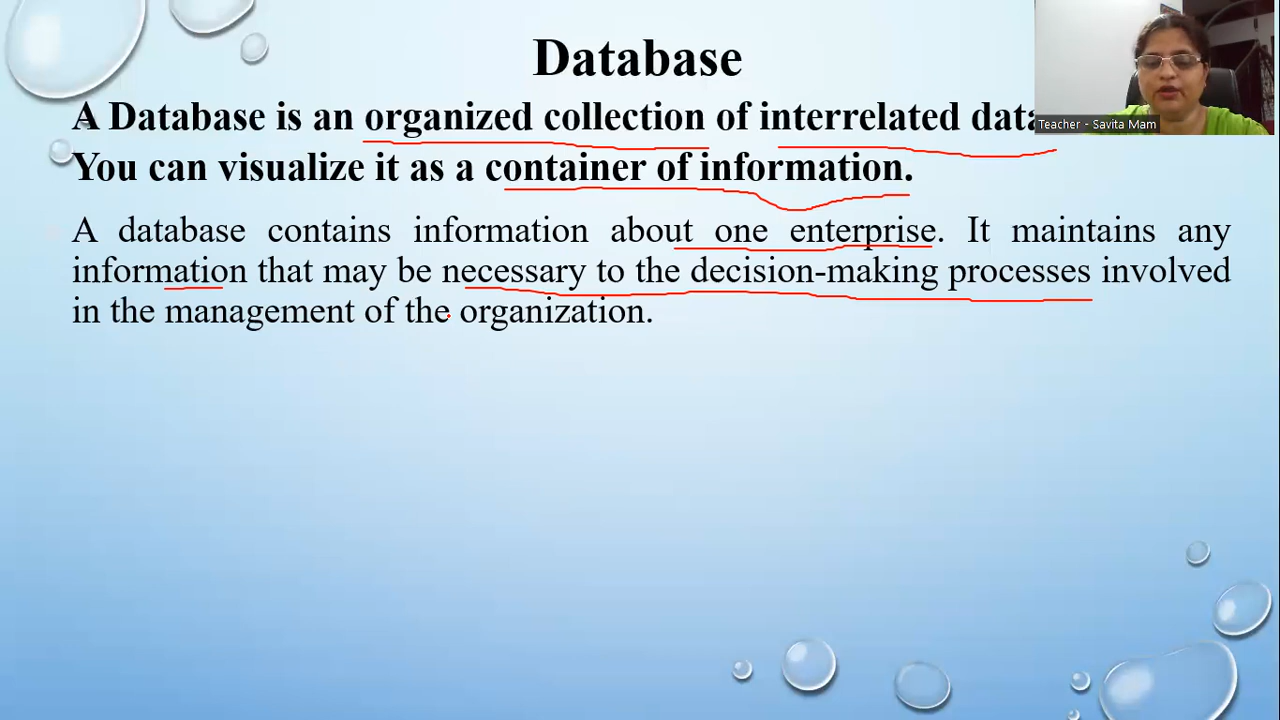 Database
A Database is an organized collection of interrelated data
You can visualize it as a container of information.
A database contains information about one enterprise. It maintains any
information that may be necessary to the decision-making processes involved
in the management of the organization.
Teacher - Savita Mam